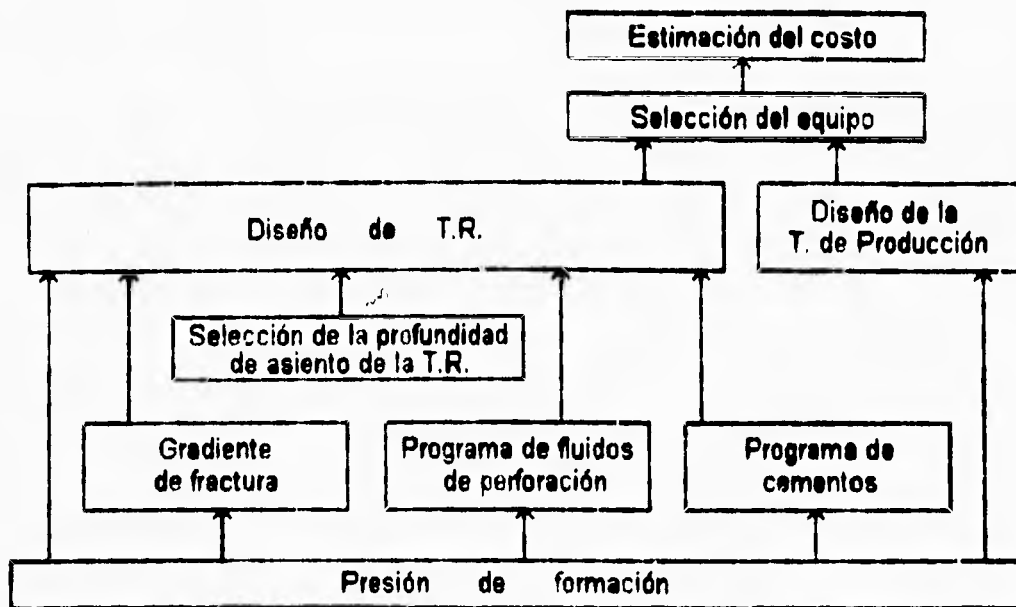 Estimación del costo
Selección del equipo
Diseño de T.R.
Diseño de la
T. de Producción
Selección de la profundidad
de asiento de la T.R.
Gradiente
de fractura
Programa de fluidos
de perforación
Programa de
cementos
Presión de formación